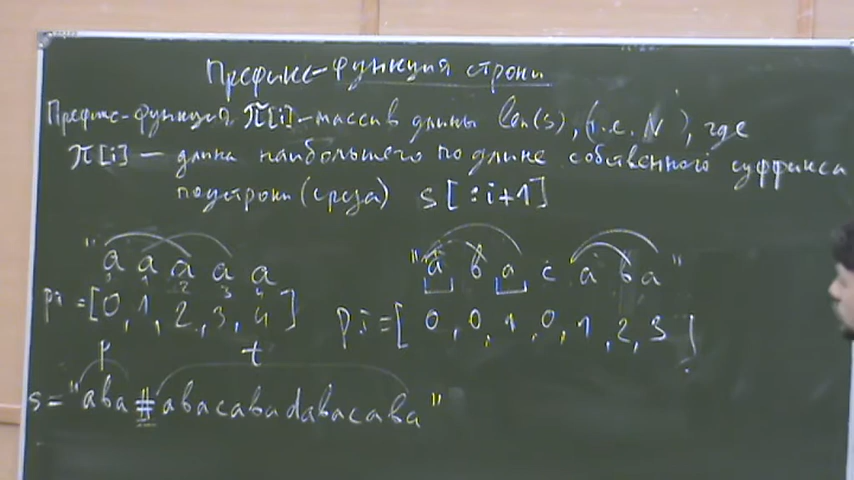 Префикс-функция строки
Префикс-функция π[i] - массив длины len(s), (т.е. N), где
π[i] — длина наибольшего по длине собственного суффикса
подстроки (среза) s[:i+1]
"a a a a a
0 1 2 3 4
pi = [0, 1, 2, 3, 4]
"a b a c a b a"
pi = [0, 0, 1, 0, 1, 2, 3]
p t
s = "aba#abacabadabacaba"